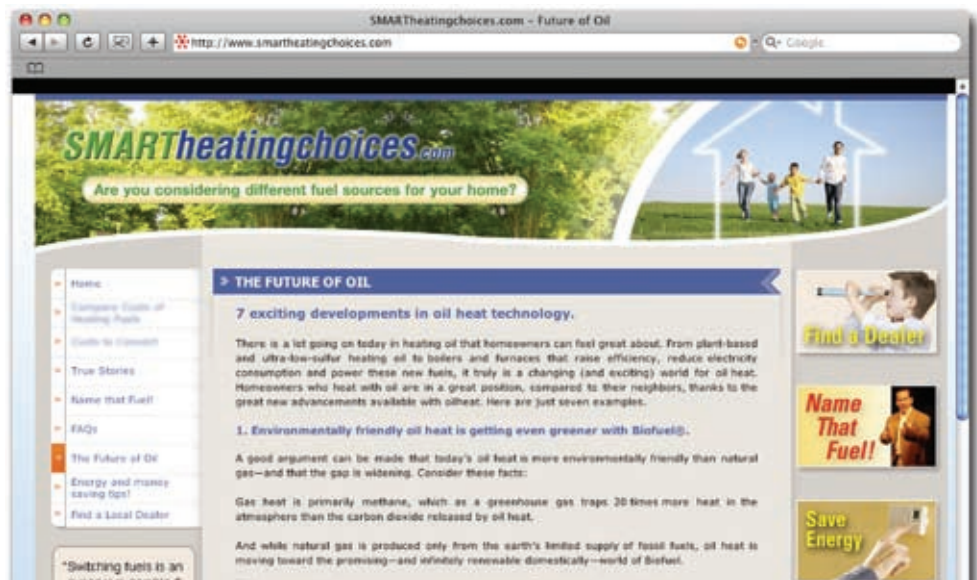 SMARTheatingchoices.com – Future of Oil
http://www.smartheatingchoices.com
Google
SMARTheatingchoices.com
Are you considering different fuel sources for your home?
Home
Compare Costs of
Heating Fuels
True Stories
Name that Fuel!
FAQs
The Future of Oil
Energy and money
saving tips!
Find a Local Dealer
"Switching fuels is an
» THE FUTURE OF OIL
7 exciting developments in oil heat technology.
There is a lot going on today in heating oil that homeowners can feel great about. From plant-based
and ultra-low-sulfur heating oil to boilers and furnaces that raise efficiency, reduce electricity
consumption and power these new fuels, it truly is a changing (and exciting) world for oil heat.
Homeowners who heat with oil are in a great position, compared to their neighbors, thanks to the
great new advancements available with oilheat. Here are just seven examples.
1. Environmentally friendly oil heat is getting even greener with Biofuel®.
A good argument can be made that today's oil heat is more environmentally friendly than natural
gas—and that the gap is widening. Consider these facts:
Gas heat is primarily methane, which as a greenhouse gas traps 20 times more heat in the
atmosphere than the carbon dioxide released by oil heat.
And while natural gas is produced only from the earth's limited supply of fossil fuels, oil heat is
moving toward the promising—and infinitely renewable domestically—world of Biofuel.
Find a Dealer
Name
That
Fuel!
Save
Energy